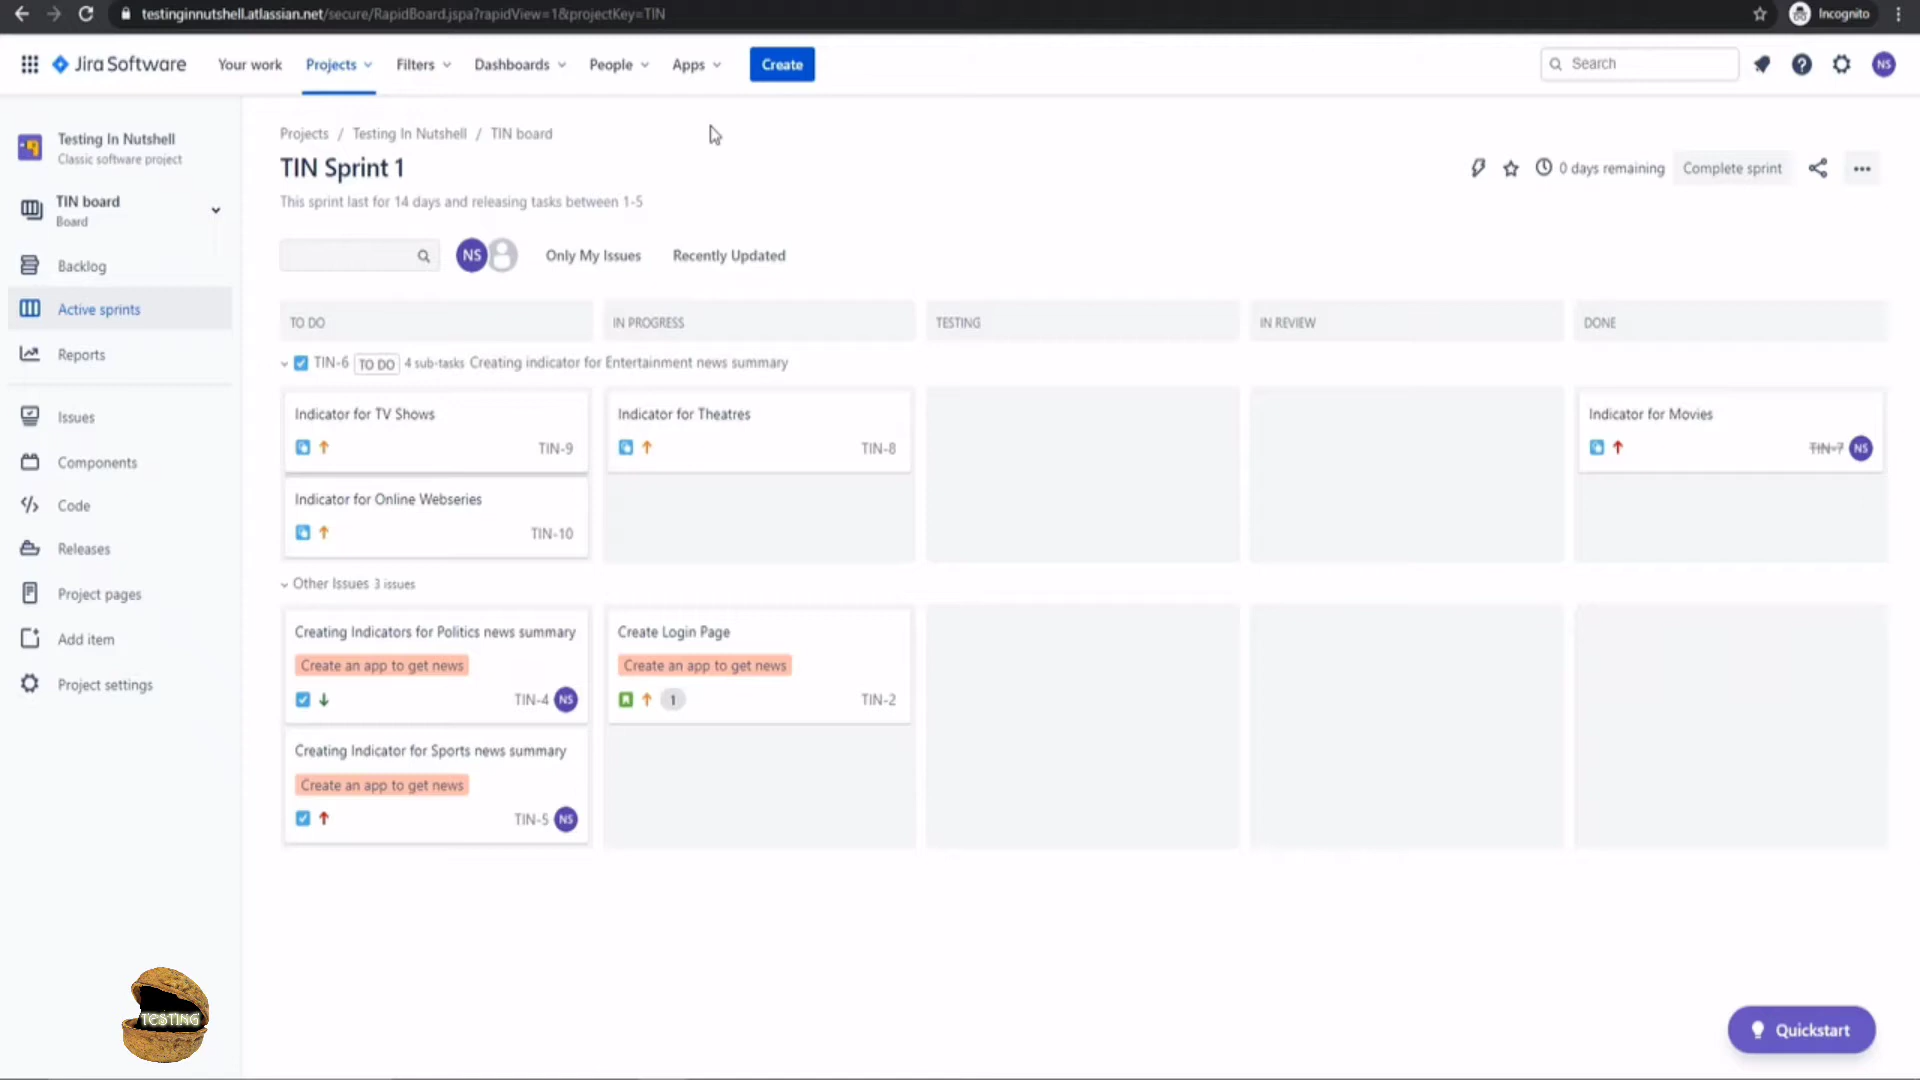 testinginnutshell.atlassian.net/secure/RapidBoard.jspa?rapidView=1&projectKey=TIN
Incognito
Jira Software
Your work
Projects
Filters
Dashboards
People
Apps
Create
Search
NS
Testing In Nutshell
Classic software project
TIN board
Board
Backlog
Active sprints
Reports
Issues
Components
Code
Releases
Project pages
Add item
Project settings
TESTING
Projects / Testing In Nutshell / TIN board
TIN Sprint 1
0 days remaining
Complete sprint
This sprint last for 14 days and releasing tasks between 1-5
NS
Only My Issues
Recently Updated
TO DO
IN PROGRESS
TESTING
IN REVIEW
DONE
TIN-6 TO DO 4 sub-tasks Creating indicator for Entertainment news summary
Indicator for TV Shows
TIN-9
Indicator for Online Webseries
TIN-10
Indicator for Theatres
TIN-8
Indicator for Movies
TIN-7 NS
Other Issues 3 issues
Creating Indicators for Politics news summary
Create an app to get news
TIN-4 NS
Creating Indicator for Sports news summary
Create an app to get news
TIN-5 NS
Create Login Page
Create an app to get news
1 TIN-2
Quickstart